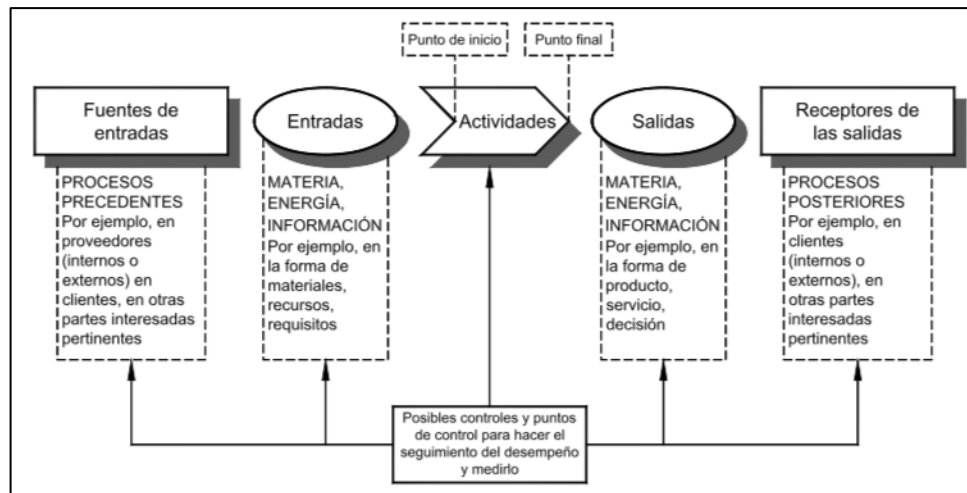 Punto de inicio
Punto final
Fuentes de
entradas
Entradas
Actividades
Salidas
Receptores de
las salidas
PROCESOS
PRECEDENTES
Por ejemplo, en
proveedores
(internos o
externos) en
clientes, en otras
partes interesadas
pertinentes
MATERIA,
ENERGÍA,
INFORMACIÓN
Por ejemplo, en
la forma de
materiales,
recursos,
requisitos
MATERIA,
ENERGÍA,
INFORMACIÓN
Por ejemplo, en
la forma de
producto,
servicio,
decisión
PROCESOS
POSTERIORES
Por ejemplo, en
clientes
(internos o
externos), en
otras partes
interesadas
pertinentes
Posibles controles y puntos
de control para hacer el
seguimiento del desempeño
y medirlo